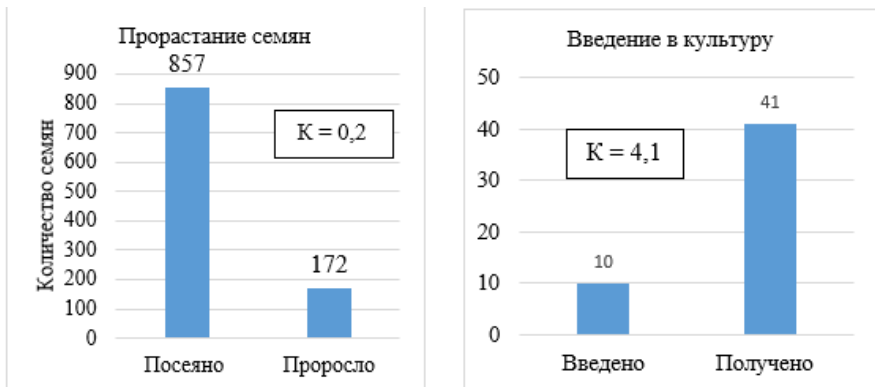 Прорастание семян
Количество семян
900
800
700
600
500
400
300
200
100
0
857
172
К = 0,2
Посеяно
Проросло
Введение в культуру
50
40
30
20
10
0
10
41
К = 4,1
Введено
Получено